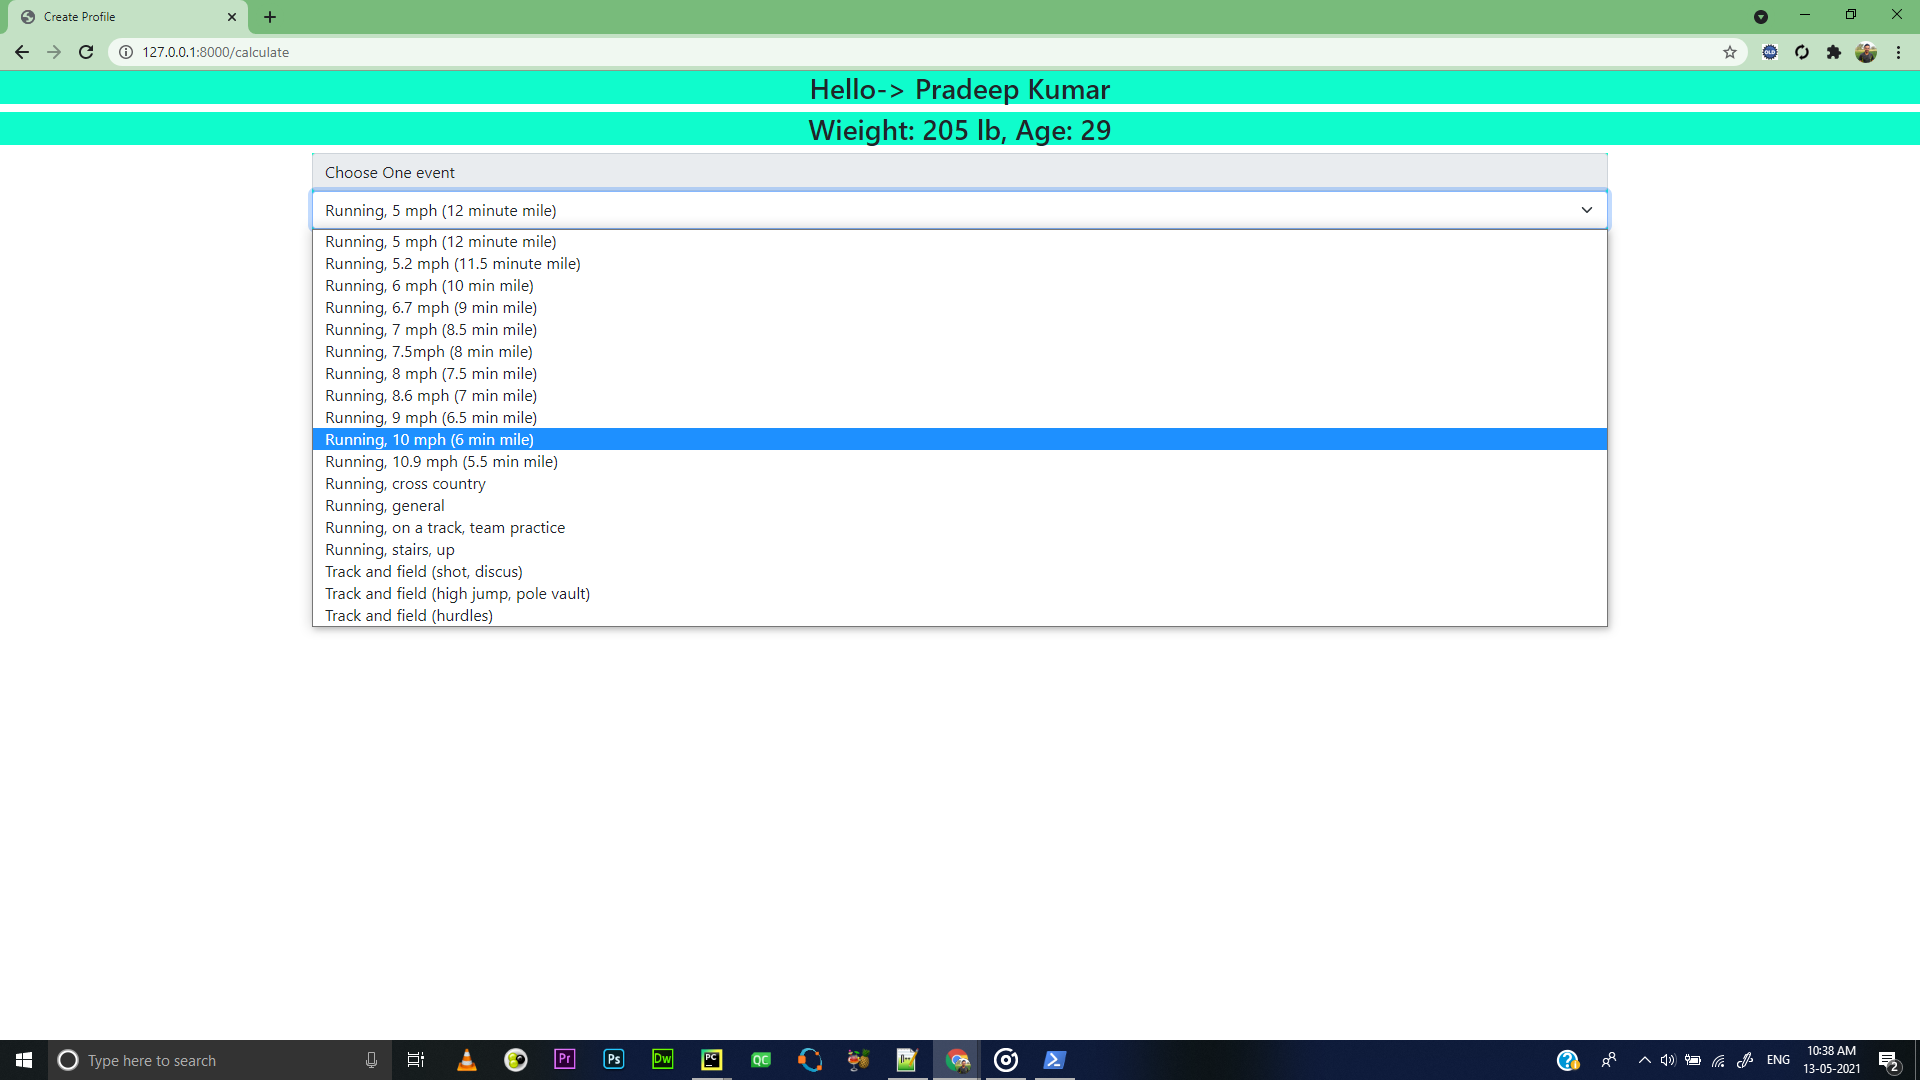 Create Profile
127.0.0.1:8000/calculate
OLD
Hello-> Pradeep Kumar
Wieight: 205 lb, Age: 29
Choose One event
Running, 5 mph (12 minute mile)
Running, 5 mph (12 minute mile)
Running, 5.2 mph (11.5 minute mile)
Running, 6 mph (10 min mile)
Running, 6.7 mph (9 min mile)
Running, 7 mph (8.5 min mile)
Running, 7.5mph (8 min mile)
Running, 8 mph (7.5 min mile)
Running, 8.6 mph (7 min mile)
Running, 9 mph (6.5 min mile)
Running, 10 mph (6 min mile)
Running, 10.9 mph (5.5 min mile)
Running, cross country
Running, general
Running, on a track, team practice
Running, stairs, up
Track and field (shot, discus)
Track and field (high jump, pole vault)
Track and field (hurdles)
Type here to search
Pr
Ps
Dw
PC
QC
ENG
10:38 AM
13-05-2021
2